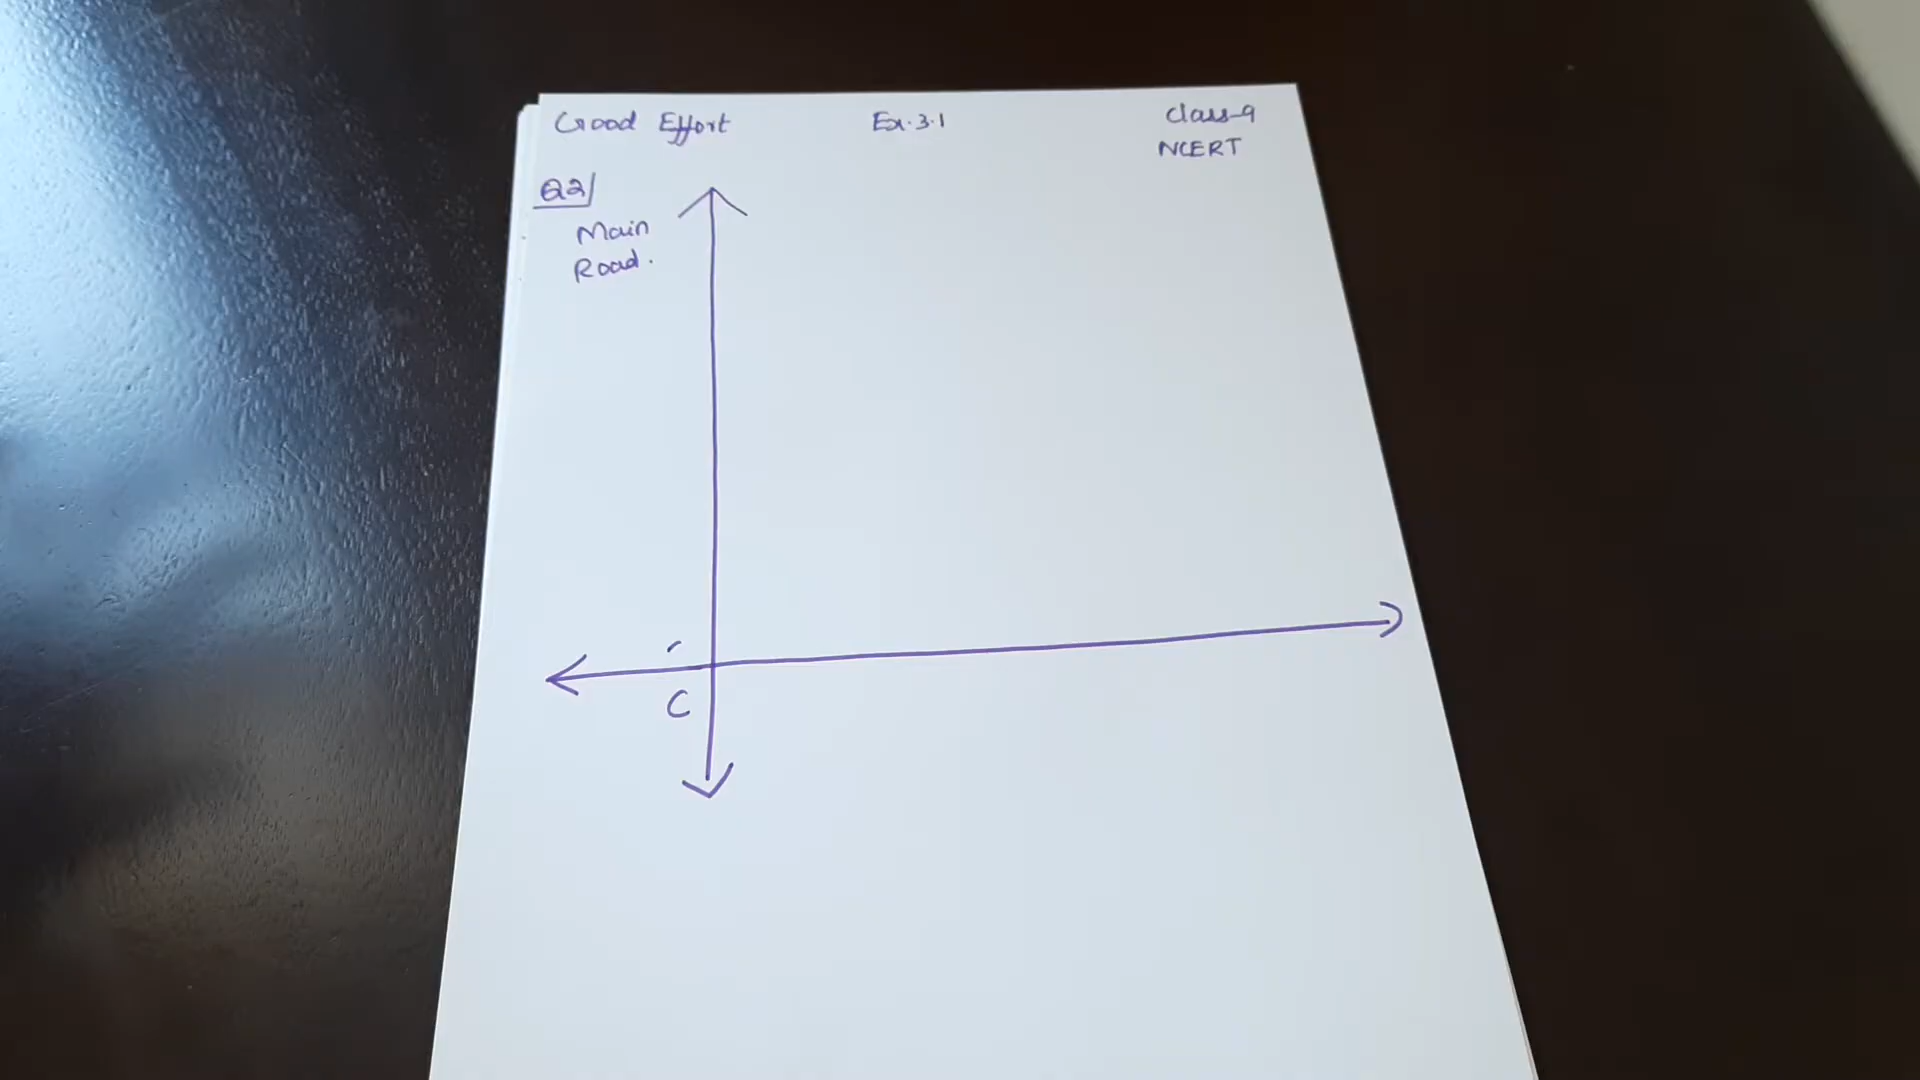 Good Effort Ex.3.1 Class-9
NCERT
Q2/
Main
Road.
C